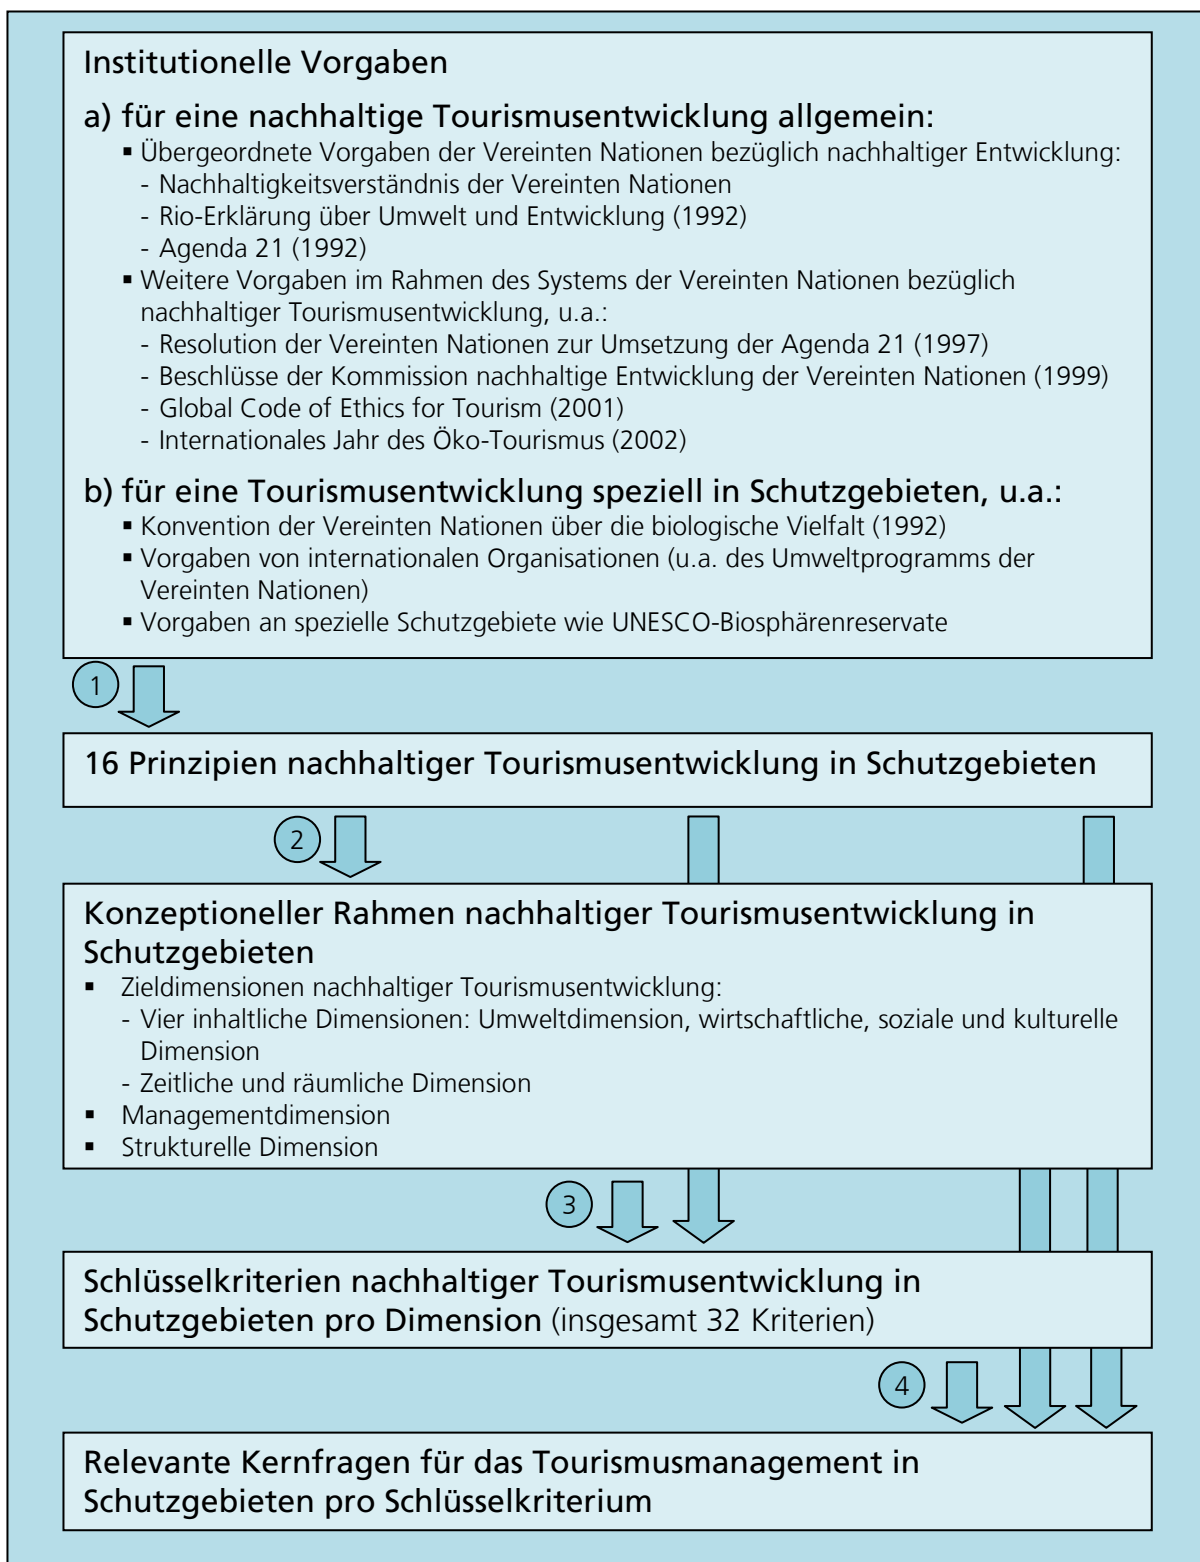 Institutionelle Vorgaben
a) für eine nachhaltige Tourismusentwicklung allgemein:
▪ Übergeordnete Vorgaben der Vereinten Nationen bezüglich nachhaltiger Entwicklung:
- Nachhaltigkeitsverständnis der Vereinten Nationen
- Rio-Erklärung über Umwelt und Entwicklung (1992)
- Agenda 21 (1992)
▪ Weitere Vorgaben im Rahmen des Systems der Vereinten Nationen bezüglich
nachhaltiger Tourismusentwicklung, u.a.:
- Resolution der Vereinten Nationen zur Umsetzung der Agenda 21 (1997)
- Beschlüsse der Kommission nachhaltige Entwicklung der Vereinten Nationen (1999)
- Global Code of Ethics for Tourism (2001)
- Internationales Jahr des Öko-Tourismus (2002)
b) für eine Tourismusentwicklung speziell in Schutzgebieten, u.a.:
▪ Konvention der Vereinten Nationen über die biologische Vielfalt (1992)
▪ Vorgaben von internationalen Organisationen (u.a. des Umweltprogramms der
Vereinten Nationen)
▪ Vorgaben an spezielle Schutzgebiete wie UNESCO-Biosphärenreservate
1
16 Prinzipien nachhaltiger Tourismusentwicklung in Schutzgebieten
2
Konzeptioneller Rahmen nachhaltiger Tourismusentwicklung in
Schutzgebieten
▪ Zieldimensionen nachhaltiger Tourismusentwicklung:
- Vier inhaltliche Dimensionen: Umweltdimension, wirtschaftliche, soziale und kulturelle
Dimension
- Zeitliche und räumliche Dimension
▪ Managementdimension
▪ Strukturelle Dimension
3
Schlüsselkriterien nachhaltiger Tourismusentwicklung in
Schutzgebieten pro Dimension (insgesamt 32 Kriterien)
4
Relevante Kernfragen für das Tourismusmanagement in
Schutzgebieten pro Schlüsselkriterium